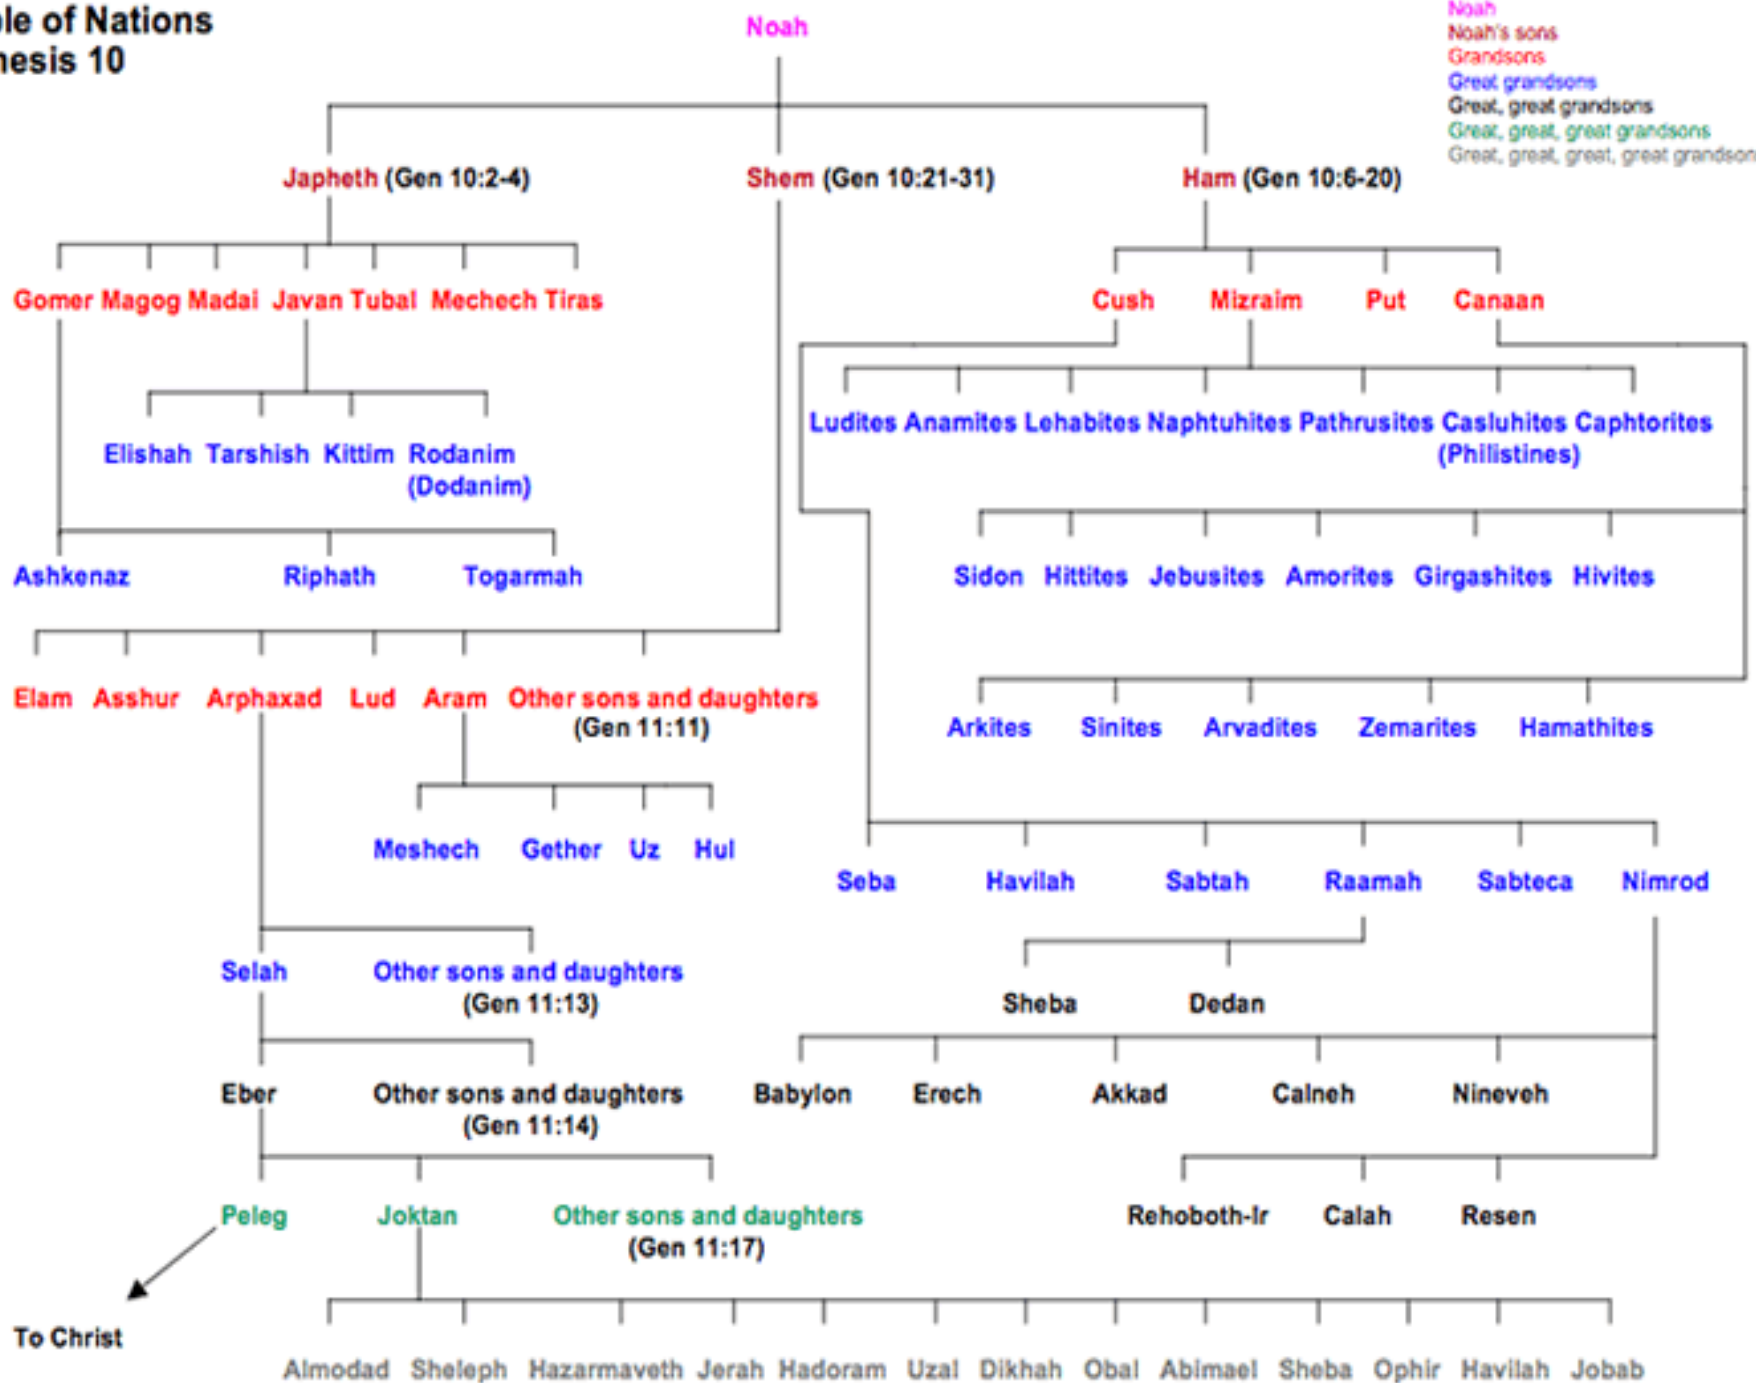 ble of Nations
nesis 10
Noah
Noah
Noah's sons
Grandsons
Great grandsons
Great, great grandsons
Great, great, great grandsons
Great, great, great, great grandson
Japheth (Gen 10:2-4)
Shem (Gen 10:21-31)
Ham (Gen 10:6-20)
Gomer Magog Madai Javan Tubal Mechech Tiras
Cush Mizraim Put Canaan
Ludites Anamites Lehabites Naphtuhites Pathrusites Casluhites Caphtorites
(Philistines)
Elishah Tarshish Kittim Rodanim
(Dodanim)
Ashkenaz Riphath Togarmah
Sidon Hittites Jebusites Amorites Girgashites Hivites
Elam Asshur Arphaxad Lud Aram Other sons and daughters
(Gen 11:11)
Arkites Sinites Arvadites Zemarites Hamathites
Meshech Gether Uz Hul
Seba Havilah Sabtah Raamah Sabteca Nimrod
Selah Other sons and daughters
(Gen 11:13)
Sheba Dedan
Eber Other sons and daughters
(Gen 11:14)
Babylon Erech Akkad Calneh Nineveh
Peleg Joktan Other sons and daughters
(Gen 11:17)
Rehoboth-Ir Calah Resen
To Christ
Almodad Sheleph Hazarmaveth Jerah Hadoram Uzal Dikhah Obal Abimael Sheba Ophir Havilah Jobab